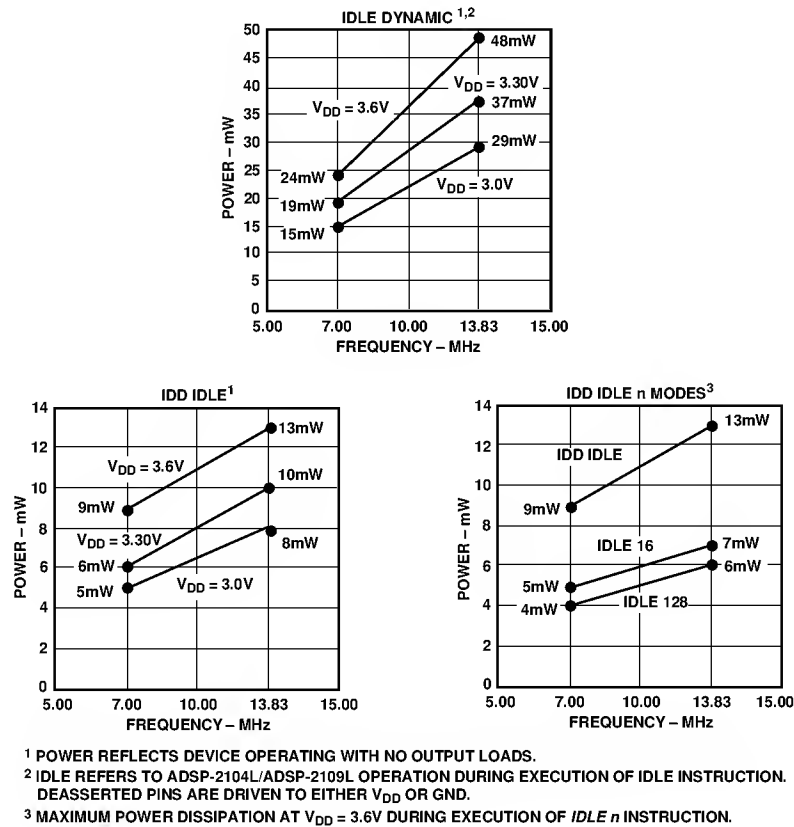 IDLE DYNAMIC 1,2
50
45
40
35
30
25
20
15
10
5
0
POWER – mW
48mW
VDD = 3.30V
37mW
VDD = 3.6V
29mW
24mW
VDD = 3.0V
19mW
15mW
5.00 7.00 10.00 13.83 15.00
FREQUENCY – MHz
IDD IDLE1
14
12
10
8
6
4
2
0
POWER – mW
13mW
VDD = 3.6V
10mW
9mW
VDD = 3.30V
8mW
6mW
VDD = 3.0V
5mW
5.00 7.00 10.00 13.83 15.00
FREQUENCY – MHz
IDD IDLE n MODES3
14
12
10
8
6
4
2
0
POWER – mW
13mW
IDD IDLE
9mW
IDLE 16
7mW
5mW
6mW
4mW
IDLE 128
5.00 7.00 10.00 13.83 15.00
FREQUENCY – MHz
1 POWER REFLECTS DEVICE OPERATING WITH NO OUTPUT LOADS.
2 IDLE REFERS TO ADSP-2104L/ADSP-2109L OPERATION DURING EXECUTION OF IDLE INSTRUCTION.
DEASSERTED PINS ARE DRIVEN TO EITHER VDD OR GND.
3 MAXIMUM POWER DISSIPATION AT VDD = 3.6V DURING EXECUTION OF IDLE n INSTRUCTION.